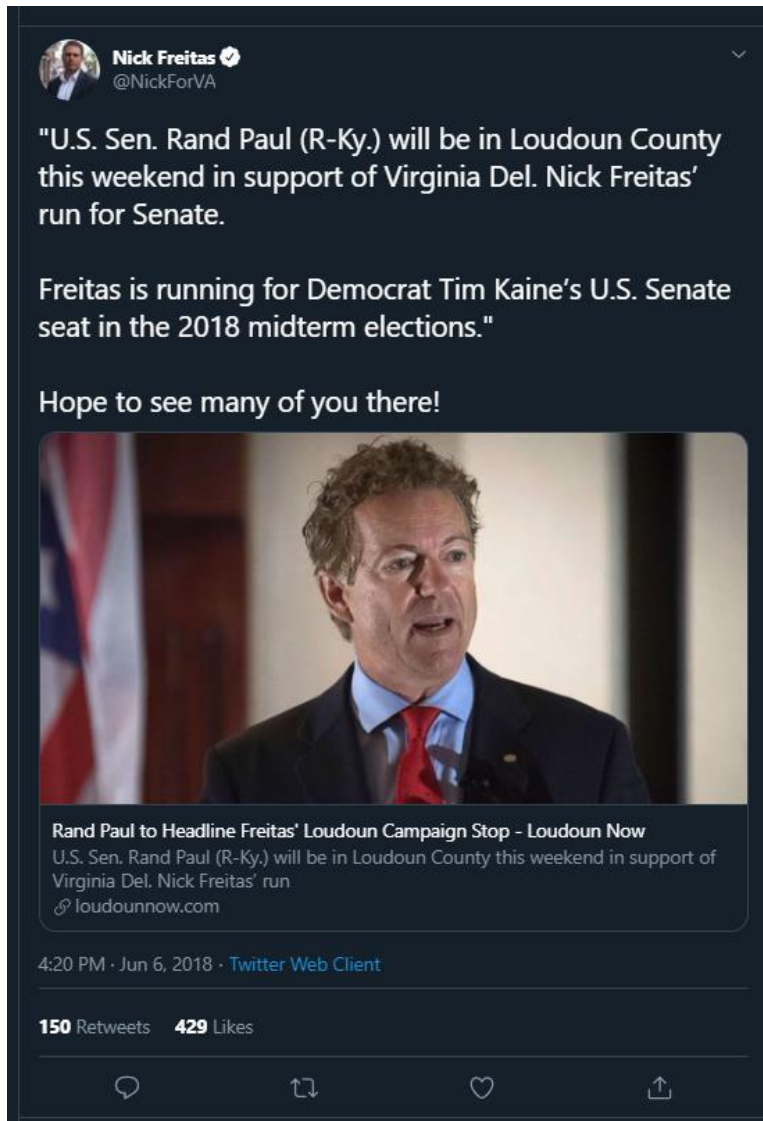 Nick Freitas
@NickForVA
"U.S. Sen. Rand Paul (R-Ky.) will be in Loudoun County
this weekend in support of Virginia Del. Nick Freitas’
run for Senate.
Freitas is running for Democrat Tim Kaine’s U.S. Senate
seat in the 2018 midterm elections."
Hope to see many of you there!
Rand Paul to Headline Freitas' Loudoun Campaign Stop - Loudoun Now
U.S. Sen. Rand Paul (R-Ky.) will be in Loudoun County this weekend in support of
Virginia Del. Nick Freitas’ run
loudounnow.com
4:20 PM · Jun 6, 2018 · Twitter Web Client
150 Retweets 429 Likes